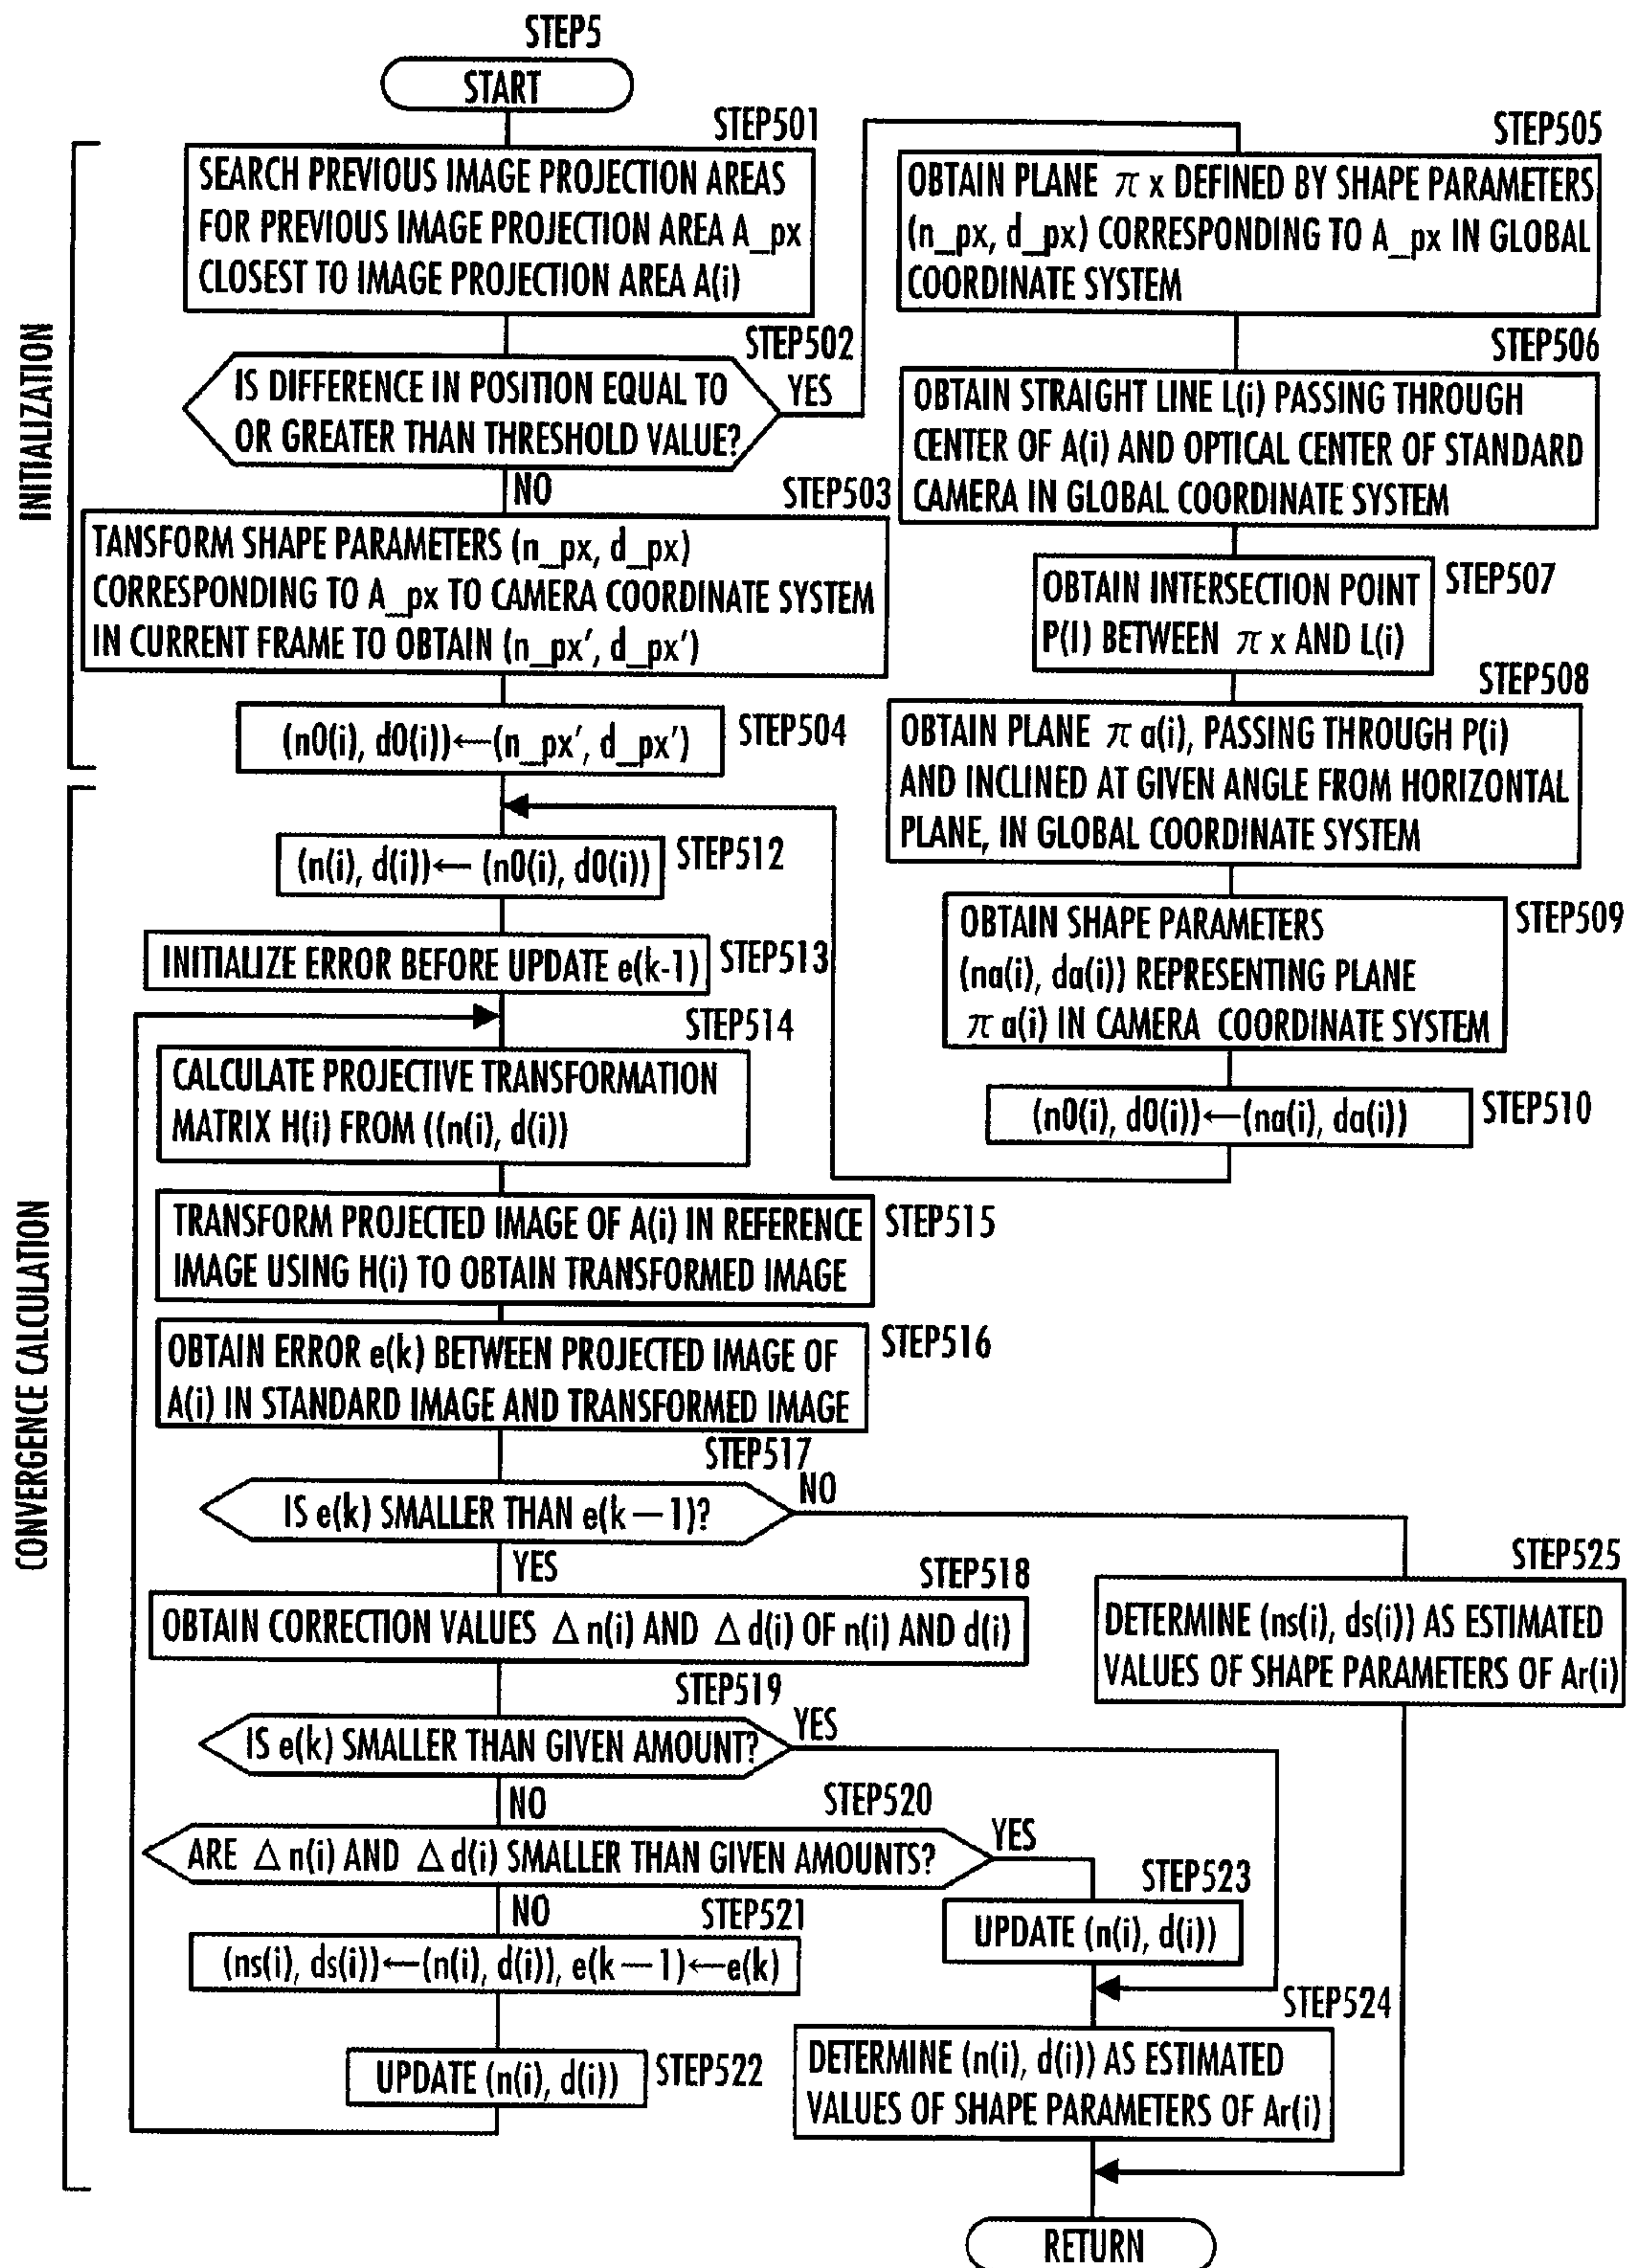 STEP5
START
INITIALIZATION
STEP501
SEARCH PREVIOUS IMAGE PROJECTION AREAS
FOR PREVIOUS IMAGE PROJECTION AREA A_px
CLOSEST TO IMAGE PROJECTION AREA A(i)
STEP502
IS DIFFERENCE IN POSITION EQUAL TO
OR GREATER THAN THRESHOLD VALUE?
YES
NO
STEP503
TANSFORM SHAPE PARAMETERS (n_px, d_px)
CORRESPONDING TO A_px TO CAMERA COORDINATE SYSTEM
IN CURRENT FRAME TO OBTAIN (n_px', d_px')
(n0(i), d0(i))←(n_px', d_px')
STEP504
STEP505
OBTAIN PLANE π x DEFINED BY SHAPE PARAMETERS
(n_px, d_px) CORRESPONDING TO A_px IN GLOBAL
COORDINATE SYSTEM
STEP506
OBTAIN STRAIGHT LINE L(i) PASSING THROUGH
CENTER OF A(i) AND OPTICAL CENTER OF STANDARD
CAMERA IN GLOBAL COORDINATE SYSTEM
OBTAIN INTERSECTION POINT
P(I) BETWEEN π x AND L(i)
STEP507
STEP508
OBTAIN PLANE π a(i), PASSING THROUGH P(i)
AND INCLINED AT GIVEN ANGLE FROM HORIZONTAL
PLANE, IN GLOBAL COORDINATE SYSTEM
STEP509
OBTAIN SHAPE PARAMETERS
(na(i), da(i)) REPRESENTING PLANE
π a(i) IN CAMERA COORDINATE SYSTEM
(n0(i), d0(i))←(na(i), da(i))
STEP510
CONVERGENCE CALCULATION
(n(i), d(i))← (n0(i), d0(i))
STEP512
INITIALIZE ERROR BEFORE UPDATE e(k-1)
STEP513
STEP514
CALCULATE PROJECTIVE TRANSFORMATION
MATRIX H(i) FROM ((n(i), d(i))
TRANSFORM PROJECTED IMAGE OF A(i) IN REFERENCE
IMAGE USING H(i) TO OBTAIN TRANSFORMED IMAGE
STEP515
OBTAIN ERROR e(k) BETWEEN PROJECTED IMAGE OF
A(i) IN STANDARD IMAGE AND TRANSFORMED IMAGE
STEP516
STEP517
IS e(k) SMALLER THAN e(k－1)?
NO
YES
STEP518
OBTAIN CORRECTION VALUES △ n(i) AND △ d(i) OF n(i) AND d(i)
STEP519
IS e(k) SMALLER THAN GIVEN AMOUNT?
YES
NO
STEP520
ARE △ n(i) AND △ d(i) SMALLER THAN GIVEN AMOUNTS?
YES
NO
STEP521
(ns(i), ds(i))←(n(i), d(i)), e(k－1)←e(k)
UPDATE (n(i), d(i))
STEP522
STEP523
UPDATE (n(i), d(i))
STEP524
DETERMINE (n(i), d(i)) AS ESTIMATED
VALUES OF SHAPE PARAMETERS OF Ar(i)
STEP525
DETERMINE (ns(i), ds(i)) AS ESTIMATED
VALUES OF SHAPE PARAMETERS OF Ar(i)
RETURN